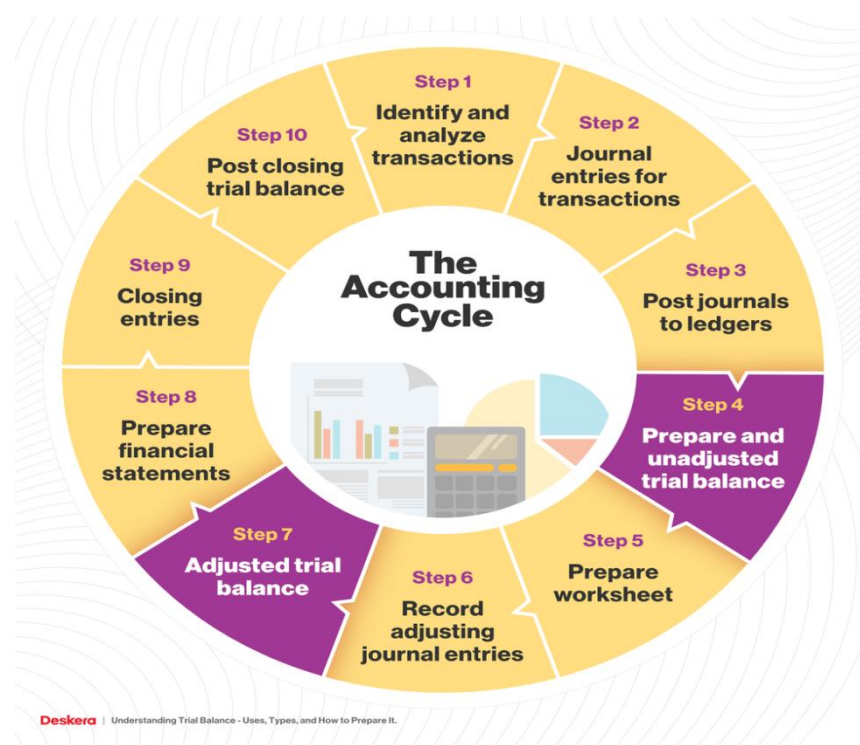 Step 1
Identify and
analyze
transactions
Step 2
Journal
entries for
transactions
Step 3
Post journals
to ledgers
Step 4
Prepare and
unadjusted
trial balance
Step 5
Prepare
worksheet
Step 6
Record
adjusting
journal entries
Step 7
Adjusted trial
balance
Step 8
Prepare
financial
statements
Step 9
Closing
entries
Step 10
Post closing
trial balance
The
Accounting
Cycle
Deskera | Understanding Trial Balance - Uses, Types, and How to Prepare It.